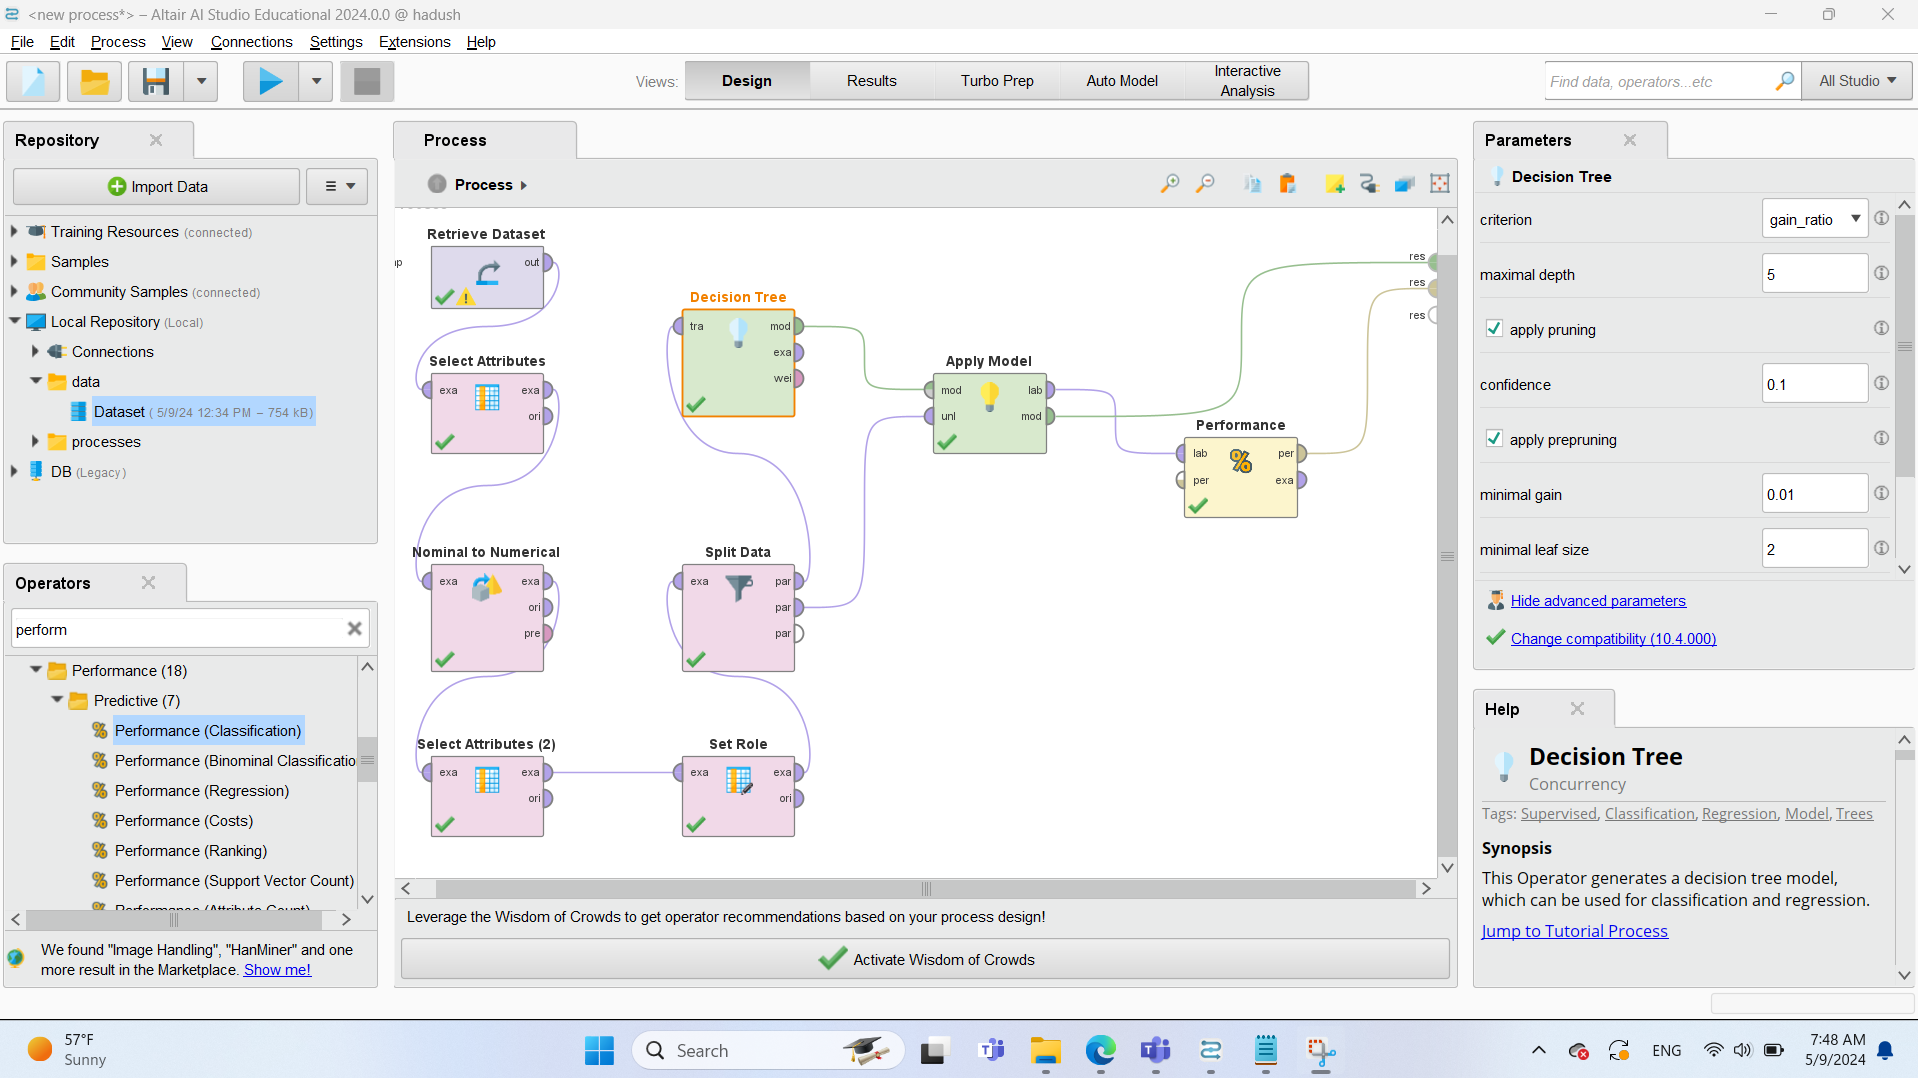 <new process*> – Altair AI Studio Educational 2024.0.0 @ hadush
File Edit Process View Connections Settings Extensions Help
Views: Design Results Turbo Prep Auto Model Interactive Analysis
Find data, operators...etc
All Studio
Repository
Import Data
Training Resources (connected)
Samples
Community Samples (connected)
Local Repository (Local)
Connections
data
Dataset ( 5/9/24 12:34 PM – 754 kB)
processes
DB (Legacy)
Operators
perform
Performance (18)
Predictive (7)
Performance (Classification)
Performance (Binominal Classificatio
Performance (Regression)
Performance (Costs)
Performance (Ranking)
Performance (Support Vector Count)
Performance (Attribute Count)
We found "Image Handling", "HanMiner" and one
more result in the Marketplace. Show me!
Process
Process
np
Retrieve Dataset
out
Select Attributes
exa exa
ori
Nominal to Numerical
exa exa
ori
pre
Select Attributes (2)
exa exa
ori
Decision Tree
tra mod
exa
wei
Split Data
exa par
par
par
Set Role
exa exa
ori
Apply Model
mod lab
unl mod
Performance
lab per
per exa
res
res
res
Leverage the Wisdom of Crowds to get operator recommendations based on your process design!
Activate Wisdom of Crowds
Parameters
Decision Tree
criterion gain_ratio
maximal depth 5
apply pruning
confidence 0.1
apply prepruning
minimal gain 0.01
minimal leaf size 2
Hide advanced parameters
Change compatibility (10.4.000)
Help
Decision Tree
Concurrency
Tags: Supervised, Classification, Regression, Model, Trees
Synopsis
This Operator generates a decision tree model,
which can be used for classification and regression.
Jump to Tutorial Process
57°F
Sunny
Search
ENG
7:48 AM
5/9/2024